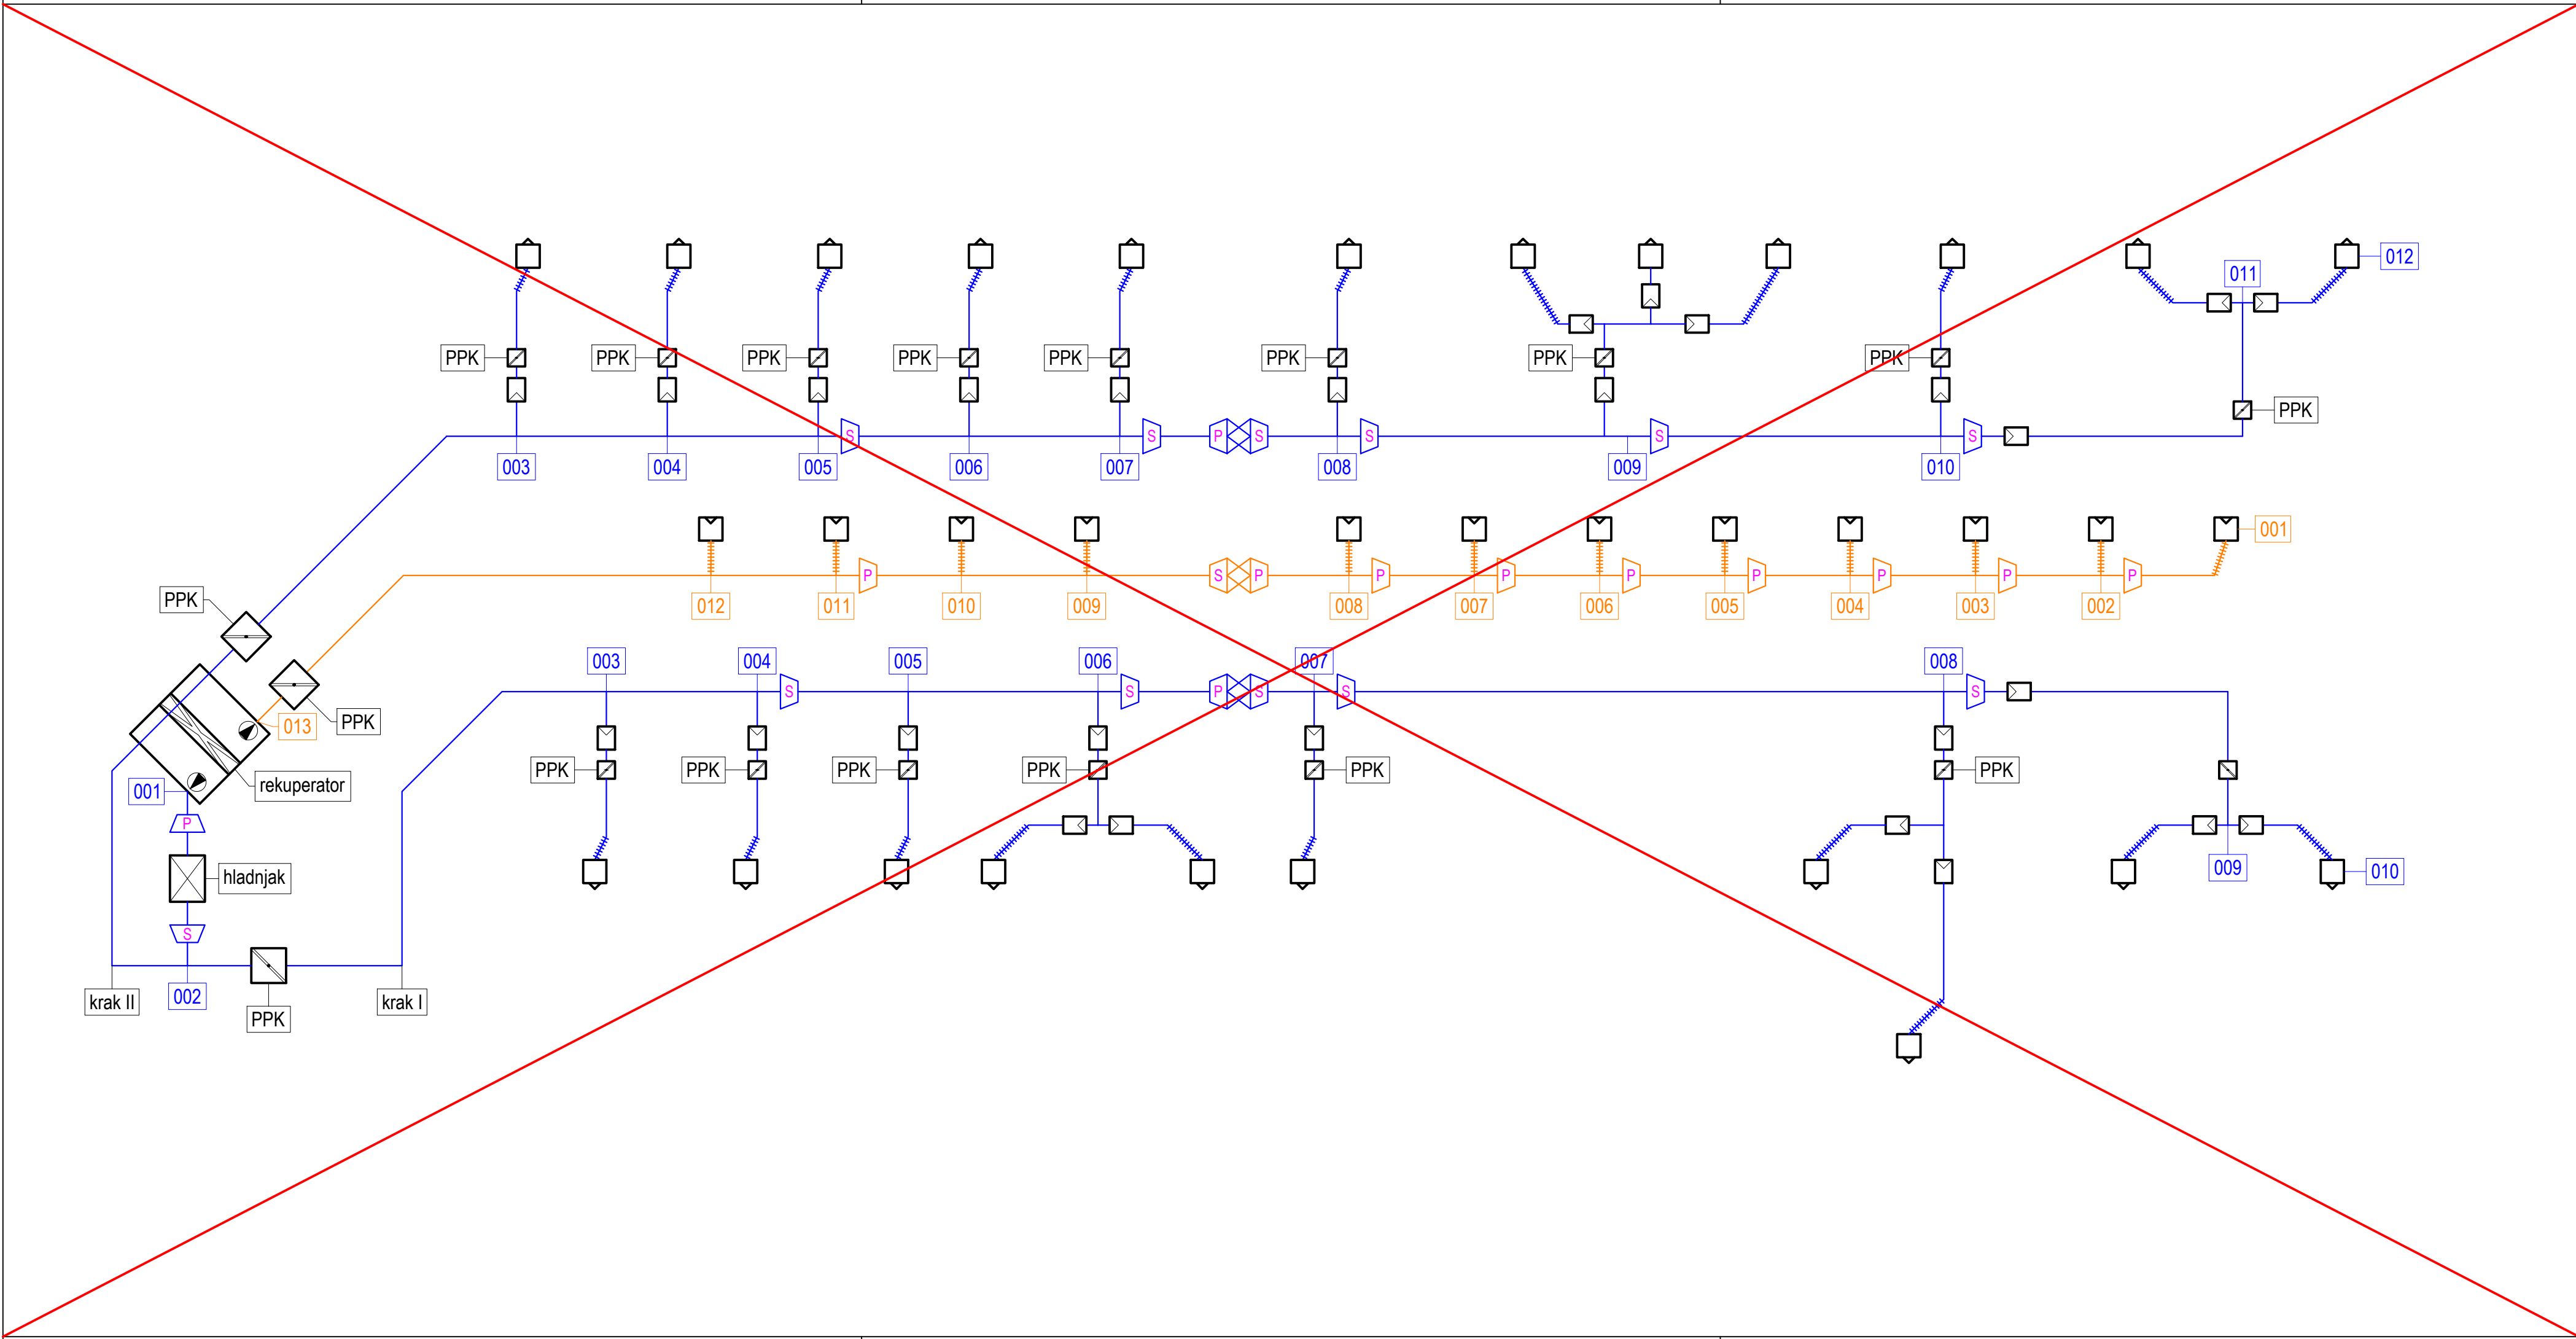 012
011
PPK PPK PPK PPK PPK PPK PPK PPK
PPK
S S P S S S S
003 004 005 006 007 008 009 010
001
P S P P P P P P P P
012 011 010 009 008 007 006 005 004 003 002
PPK
003 004 005 006 007 008
S S P S S S
013 PPK
PPK PPK PPK PPK PPK PPK
rekuperator
001
P
009 010
hladnjak
S
krak II 002 krak I
PPK